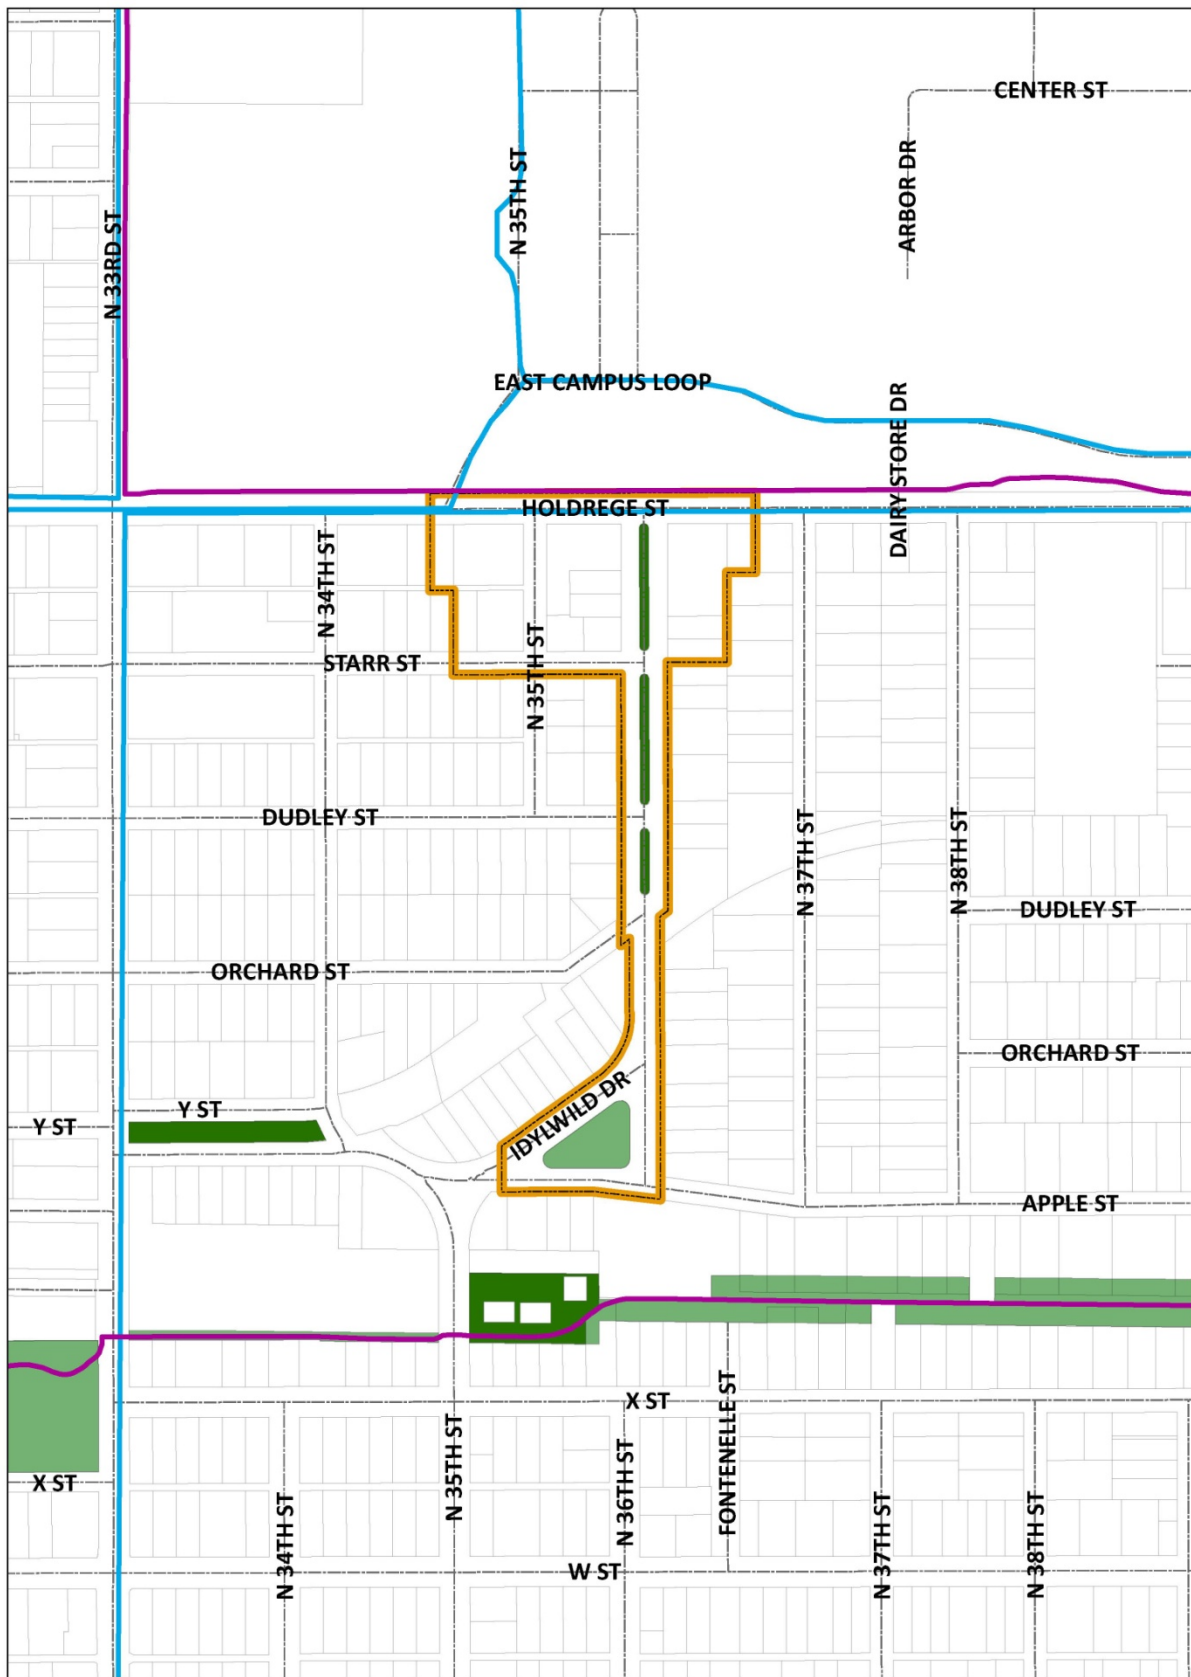 CENTER ST
ARBOR DR
N 35TH ST
N 33RD ST
EAST CAMPUS LOOP
DAIRY STORE DR
HOLDREGE ST
N 34TH ST
STARR ST
N 35TH ST
DUDLEY ST
N 37TH ST
N 38TH ST
DUDLEY ST
ORCHARD ST
ORCHARD ST
Y ST
Y ST
IDYLWILD DR
APPLE ST
X ST
FONTENELLE ST
N 35TH ST
N 36TH ST
X ST
N 34TH ST
N 37TH ST
N 38TH ST
W ST